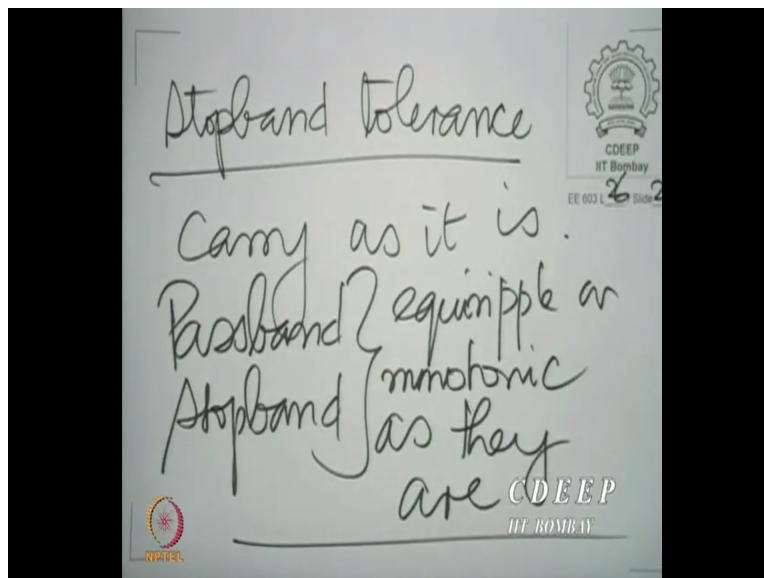 Stopband tolerance
CDEEP
IIT Bombay
EE 603 L 26 Slide 2
Carry as it is.
Passband } equiripple or
Stopband } monotonic
as they
are
CDEEP
IIT BOMBAY
NPTEL